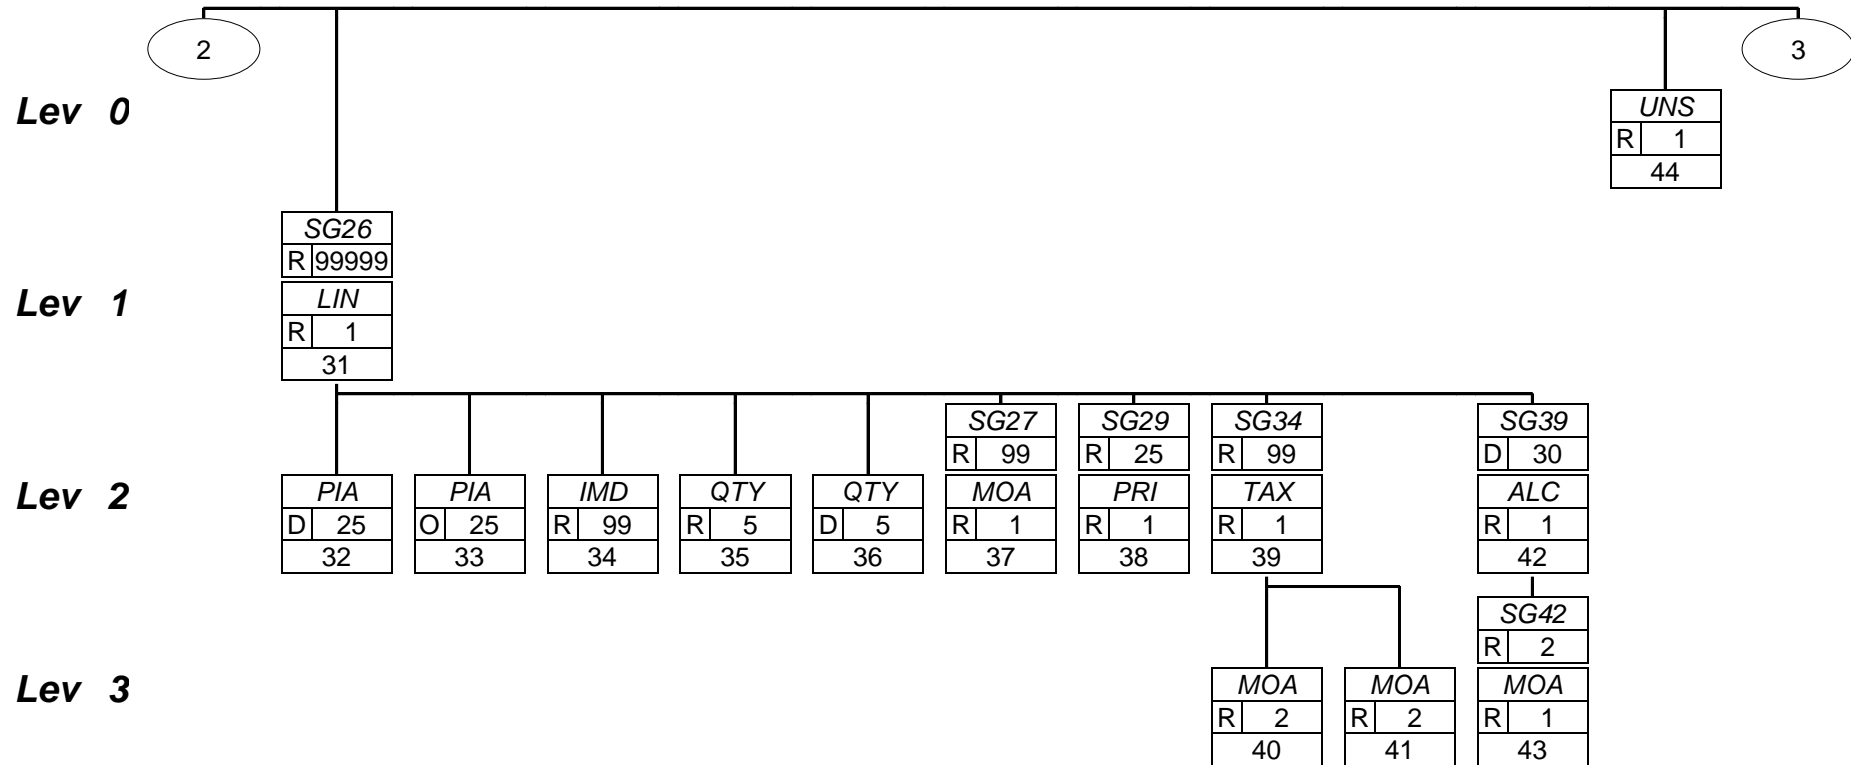 2
3
Lev 0
UNS
R 1
44
SG26
R 99999
Lev 1
LIN
R 1
31
SG27 SG29 SG34 SG39
R 99 R 25 R 99 D 30
Lev 2
PIA PIA IMD QTY QTY MOA PRI TAX ALC
D 25 O 25 R 99 R 5 D 5 R 1 R 1 R 1 R 1
32 33 34 35 36 37 38 39 42
SG42
R 2
Lev 3
MOA MOA MOA
R 2 R 2 R 1
40 41 43